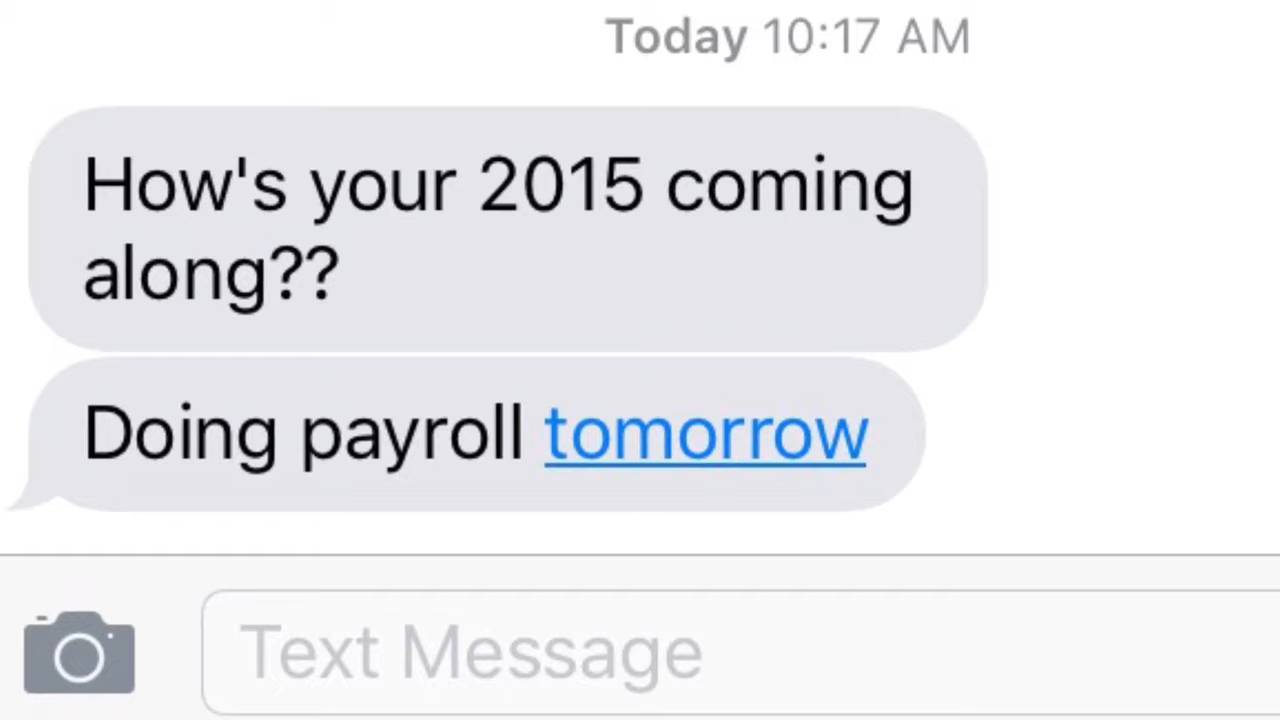 Today 10:17 AM
How's your 2015 coming
along??
Doing payroll tomorrow
Text Message